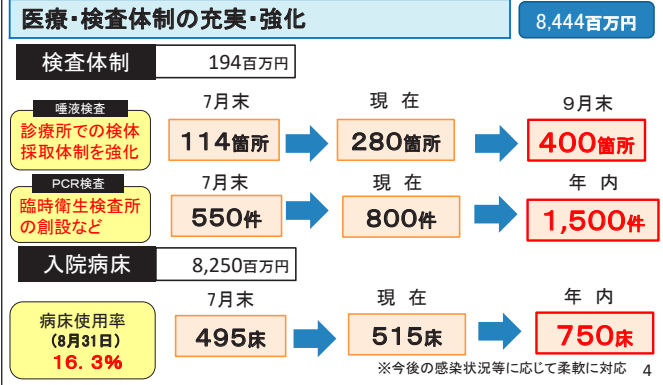 医療・検査体制の充実・強化
8,444百万円
検査体制
194百万円
唾液検査
診療所での検体
採取体制を強化
7月末
現在
9月末
114箇所
280箇所
400箇所
PCR検査
臨時衛生検査所
の創設など
7月末
現在
年内
550件
800件
1,500件
入院病床
8,250百万円
病床使用率
(8月31日)
16.3%
7月末
現在
年内
495床
515床
750床
※今後の感染状況等に応じて柔軟に対応
4